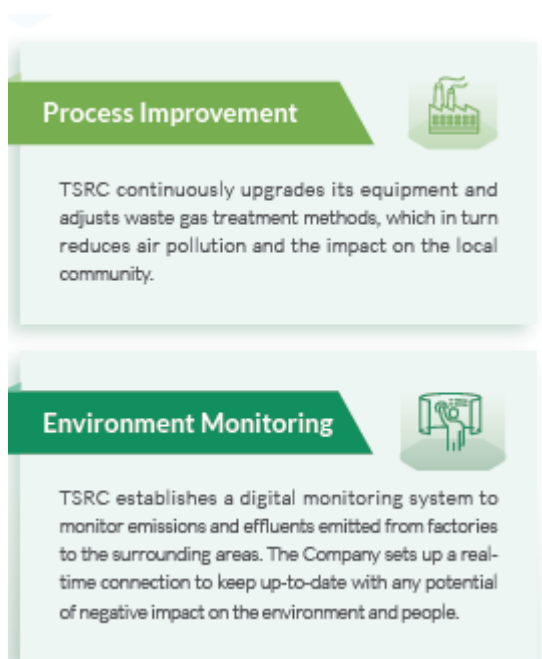 Process Improvement
TSRC continuously upgrades its equipment and
adjusts waste gas treatment methods, which in turn
reduces air pollution and the impact on the local
community.
Environment Monitoring
TSRC establishes a digital monitoring system to
monitor emissions and effluents emitted from factories
to the surrounding areas. The Company sets up a real-
time connection to keep up-to-date with any potential
of negative impact on the environment and people.